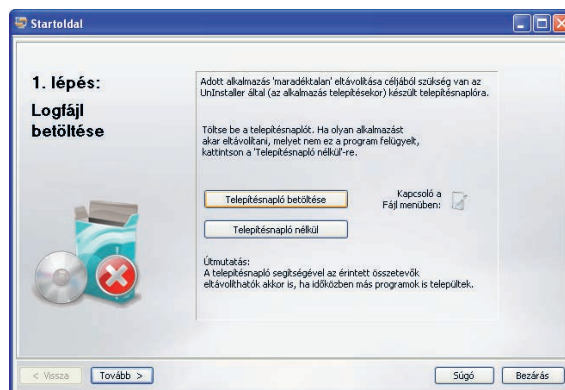 Startoldal
1. lépés:
Logfájl
betöltése
Adott alkalmazás 'maradéktalan' eltávolítása céljából szükség van az
UnInstaller által (az alkalmazás telepítésekor) készült telepítésnaplóra.
Töltse be a telepítésnaplót. Ha olyan alkalmazást
akar eltávolítani, melyet nem ez a program felügyelt,
kattintson a 'Telepítésnapló nélkül'-re.
Telepítésnapló betöltése
Kapcsoló a
Fájl menüben:
Telepítésnapló nélkül
Útmutatás:
A telepítésnapló segítségével az érintett összetevők
eltávolíthatók akkor is, ha időközben más programok is települtek.
< Vissza
Tovább >
Súgó
Bezárás